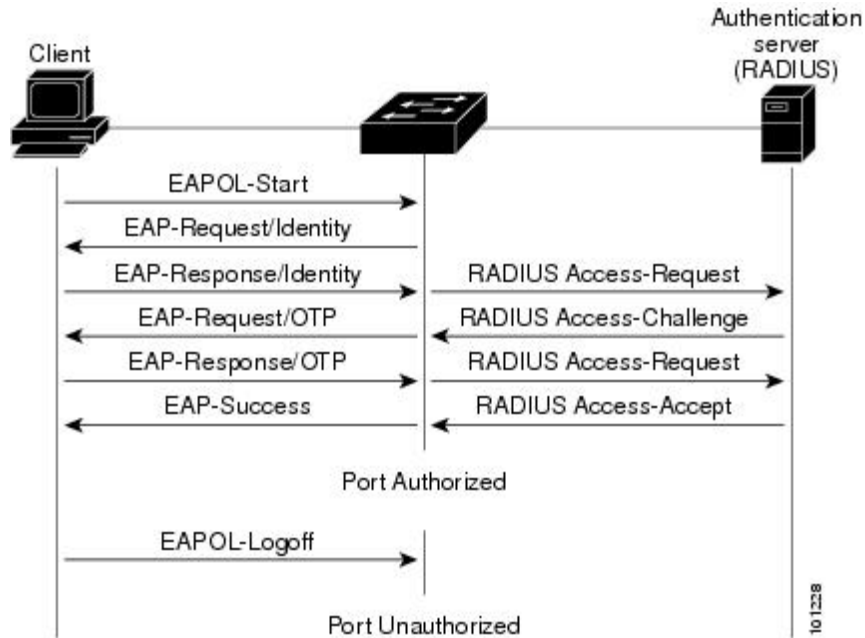 Authentication
server
(RADIUS)
Client
EAPOL-Start
EAP-Request/Identity
EAP-Response/Identity
RADIUS Access-Request
EAP-Request/OTP
RADIUS Access-Challenge
EAP-Response/OTP
RADIUS Access-Request
EAP-Success
RADIUS Access-Accept
Port Authorized
EAPOL-Logoff
Port Unauthorized
101228